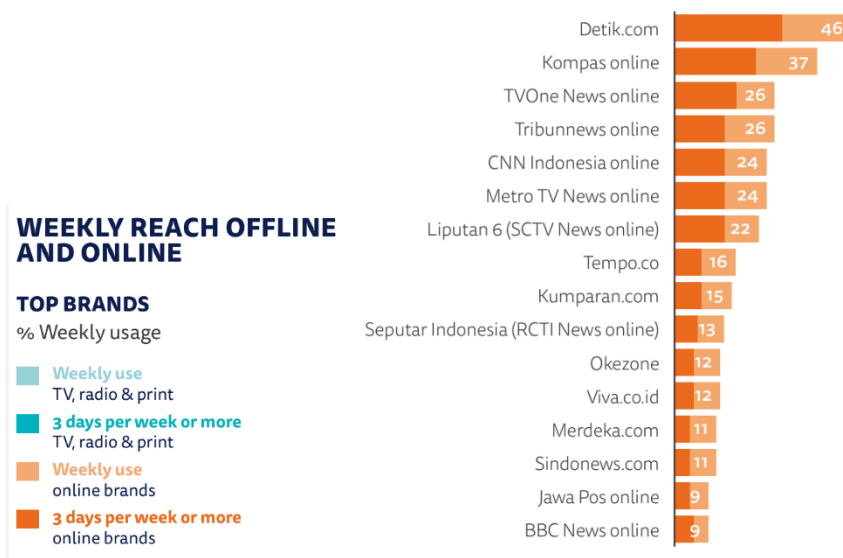 WEEKLY REACH OFFLINE
AND ONLINE
TOP BRANDS
% Weekly usage
Weekly use
TV, radio & print
3 days per week or more
TV, radio & print
Weekly use
online brands
3 days per week or more
online brands
Detik.com 46
Kompas online 37
TVOne News online 26
Tribunnews online 26
CNN Indonesia online 24
Metro TV News online 24
Liputan 6 (SCTV News online) 22
Tempo.co 16
Kumparan.com 15
Seputar Indonesia (RCTI News online) 13
Okezone 12
Viva.co.id 12
Merdeka.com 11
Sindonews.com 11
Jawa Pos online 9
BBC News online 9